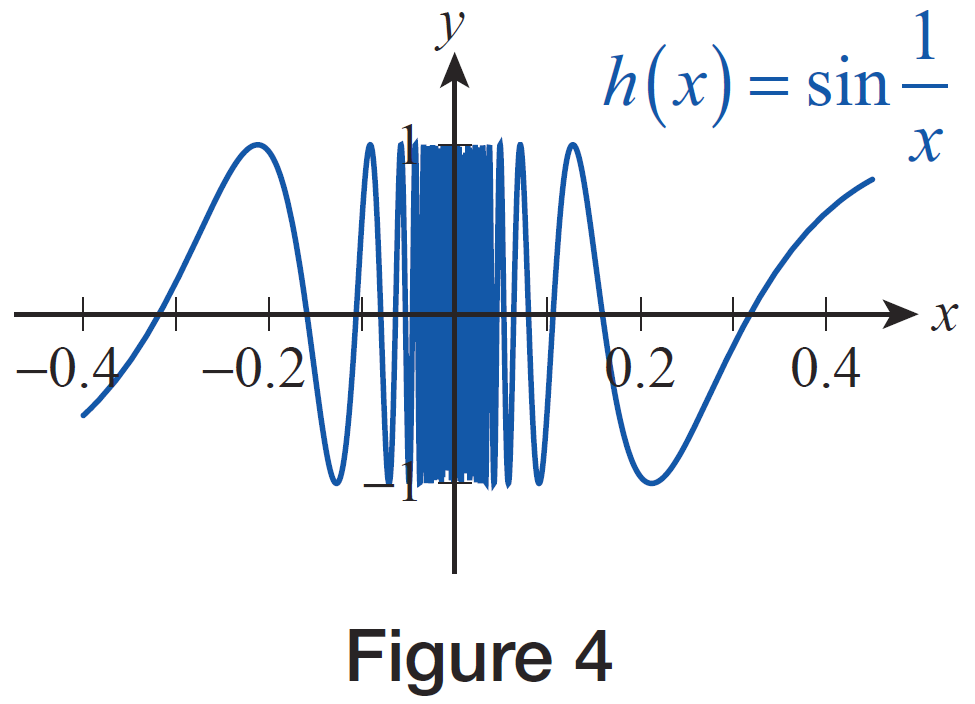 y
h(x) = sin 1/x
1
x
−0.4 −0.2 0.2 0.4
−1
Figure 4